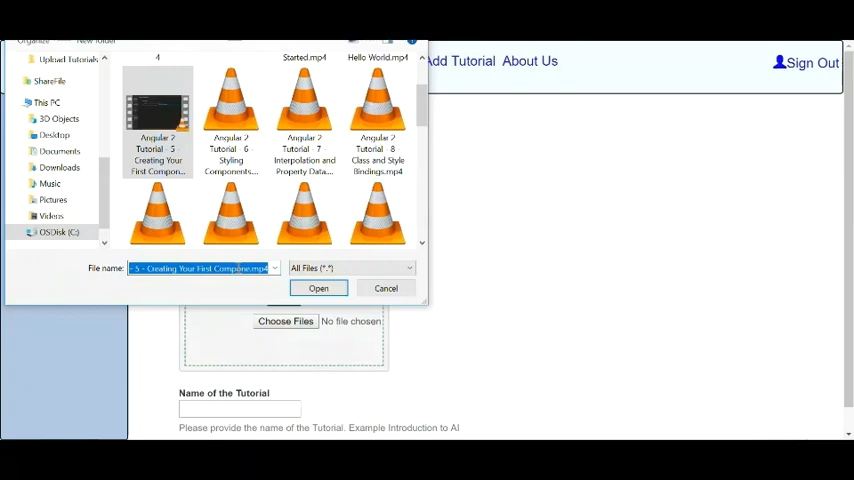 Organize New folder
Add Tutorial About Us
Sign Out
Upload Tutorials
ShareFile
This PC
3D Objects
Desktop
Documents
Downloads
Music
Pictures
Videos
OSDisk (C:)
4
Started.mp4
Hello World.mp4
Angular 2
Tutorial - 5 -
Creating Your
First Compon...
Angular 2
Tutorial - 6 -
Styling
Components...
Angular 2
Tutorial - 7 -
Interpolation and
Property Data...
Angular 2
Tutorial - 8 -
Class and Style
Bindings.mp4
File name:
- 5 - Creating Your First Compone.mp4
All Files (*.*)
Open
Cancel
Choose Files No file chosen
Name of the Tutorial
Please provide the name of the Tutorial. Example Introduction to AI